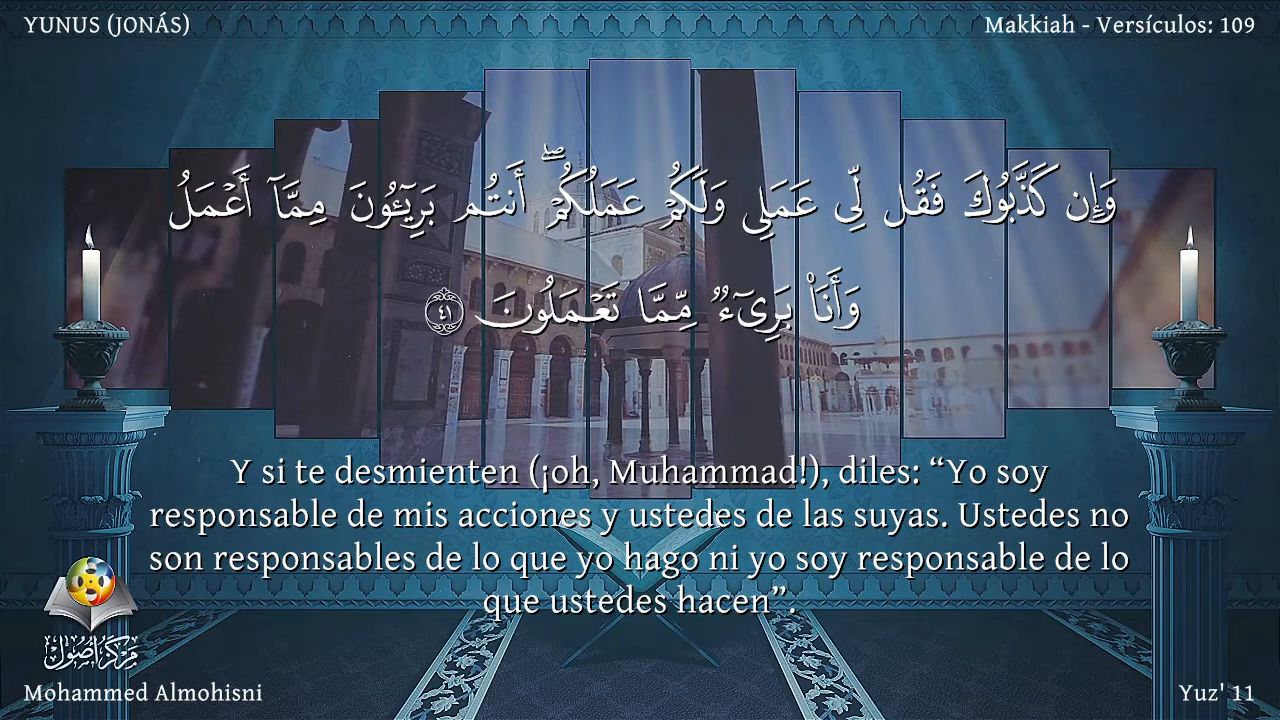 YUNUS (JONÁS)
Makkiah - Versículos: 109
وَإِن كَذَّبُوكَ فَقُل لِّى عَمَلِى وَلَكُمْ عَمَلُكُمْ ۖ أَنتُم بَرِيٓـُٔونَ مِمَّآ أَعْمَلُ
وَأَنَا۠ بَرِىٓءٌ مِّمَّا تَعْمَلُونَ ٤١
Y si te desmienten (¡oh, Muhammad!), diles: “Yo soy
responsable de mis acciones y ustedes de las suyas. Ustedes no
son responsables de lo que yo hago ni yo soy responsable de lo
que ustedes hacen”.
مركز أصول
Mohammed Almohisni
Yuz' 11